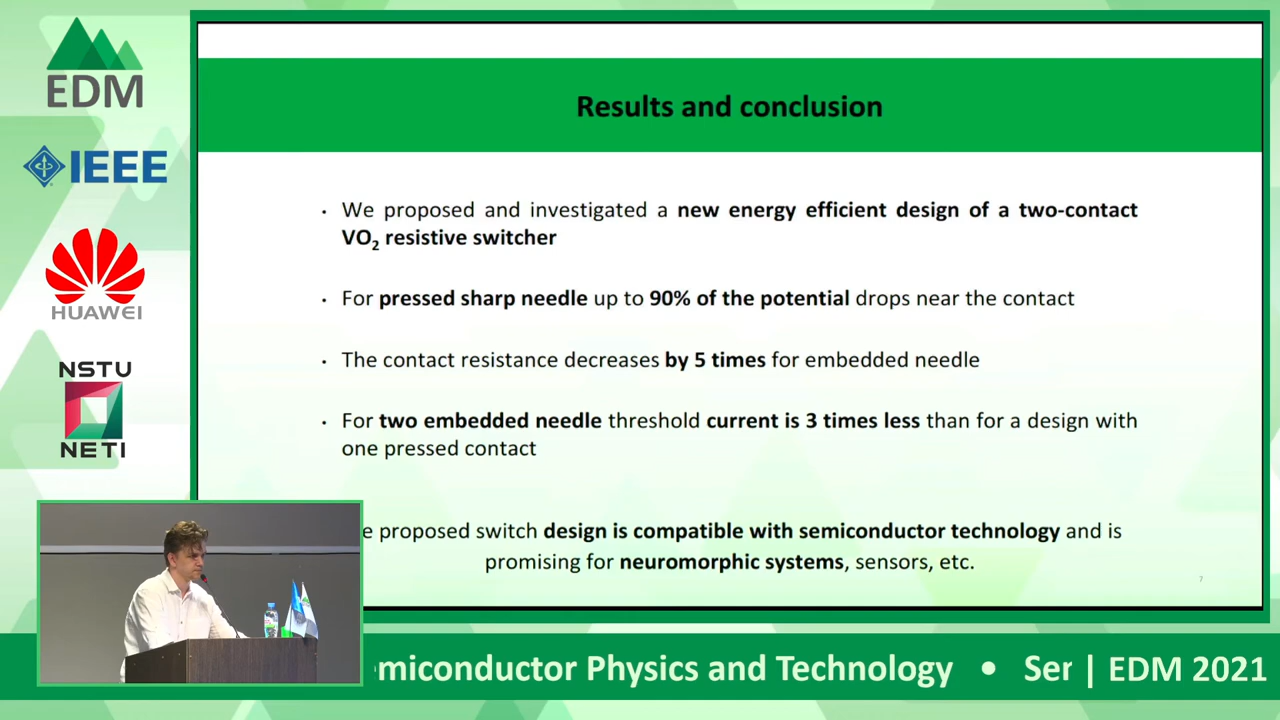 EDM
IEEE
HUAWEI
NSTU
NETI
Results and conclusion
• We proposed and investigated a new energy efficient design of a two-contact
VO₂ resistive switcher
• For pressed sharp needle up to 90% of the potential drops near the contact
• The contact resistance decreases by 5 times for embedded needle
• For two embedded needle threshold current is 3 times less than for a design with
one pressed contact
e proposed switch design is compatible with semiconductor technology and is
promising for neuromorphic systems, sensors, etc.
7
emiconductor Physics and Technology • Ser | EDM 2021